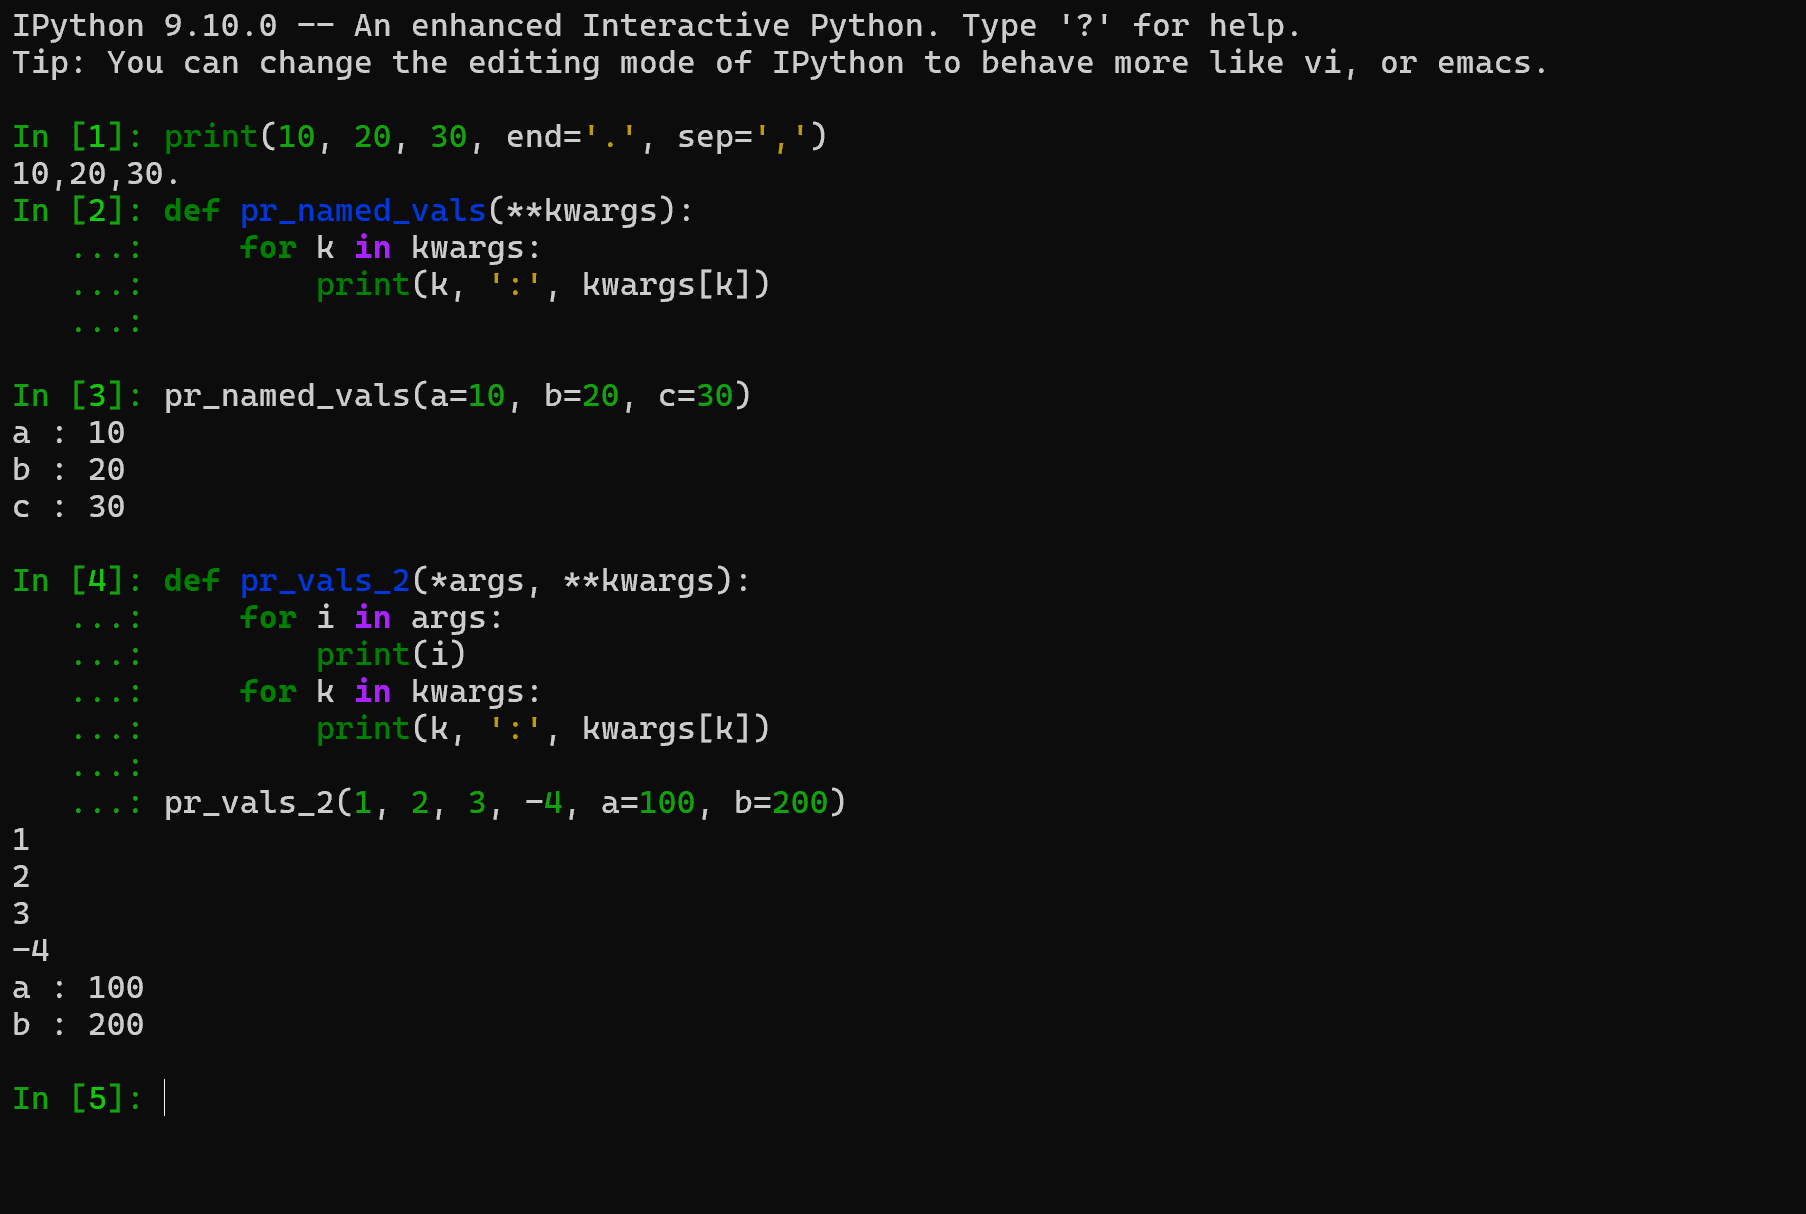 IPython 9.10.0 -- An enhanced Interactive Python. Type '?' for help.
Tip: You can change the editing mode of IPython to behave more like vi, or emacs.

In [1]: print(10, 20, 30, end='.', sep=',')
10,20,30.
In [2]: def pr_named_vals(**kwargs):
   ...:     for k in kwargs:
   ...:         print(k, ':', kwargs[k])
   ...:

In [3]: pr_named_vals(a=10, b=20, c=30)
a : 10
b : 20
c : 30

In [4]: def pr_vals_2(*args, **kwargs):
   ...:     for i in args:
   ...:         print(i)
   ...:     for k in kwargs:
   ...:         print(k, ':', kwargs[k])
   ...:
   ...: pr_vals_2(1, 2, 3, -4, a=100, b=200)
1
2
3
-4
a : 100
b : 200

In [5]: